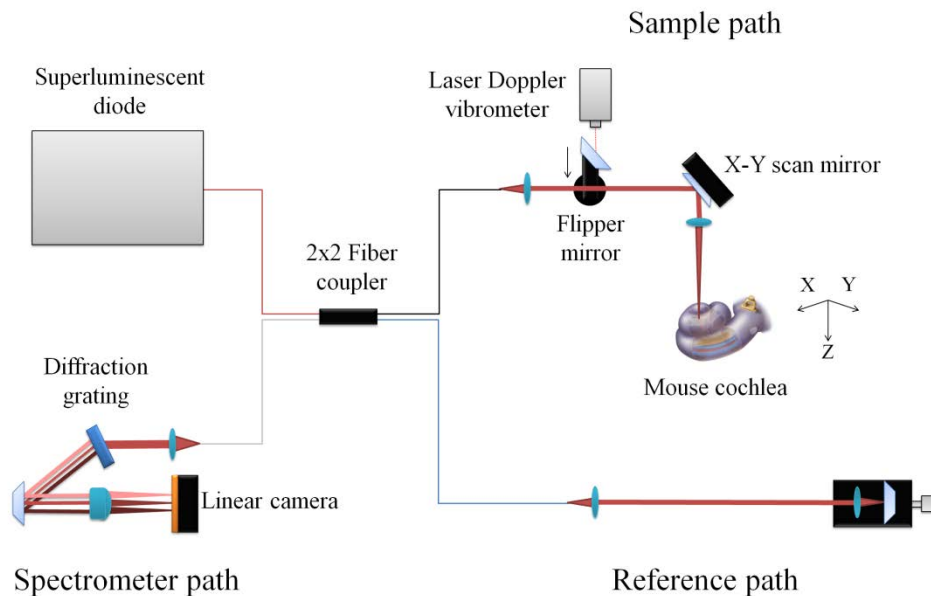 Sample path
Superluminescent
diode
Laser Doppler
vibrometer
X-Y scan mirror
Flipper
mirror
2x2 Fiber
coupler
X
Y
Z
Mouse cochlea
Diffraction
grating
Linear camera
Spectrometer path
Reference path